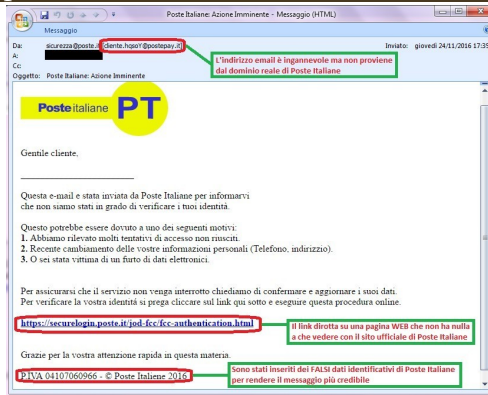 Poste Italiane: Azione Imminente - Messaggio (HTML)
Messaggio
Da: sicurezza@poste.it [cliente.hqsoY@postepay.it] Inviato: giovedì 24/11/2016 17:35
A:
Cc:
Oggetto: Poste Italiane: Azione Imminente
L'indirizzo email è ingannevole ma non proviene
dal dominio reale di Poste Italiane
Posteitaliane PT
Gentile cliente,
Questa e-mail e stata inviata da Poste Italiane per informarvi
che non siamo stati in grado di verificare i tuoi identità.
Questo potrebbe essere dovuto a uno dei seguenti motivi:
1. Abbiamo rilevato molti tentativi di accesso non riusciti.
2. Recente cambiamento delle vostre informazioni personali (Telefono, indirizzo).
3. O sei stata vittima di un furto di dati elettronici.
Per assicurarsi che il servizio non venga interrotto chiediamo di confermare e aggiornare i suoi dati.
Per verificare la vostra identità si prega cliccare sul link qui sotto e eseguire questa procedura online.
https://securelogin.poste.it/jod-fcc/fcc-authentication.html
Il link dirotta su una pagina WEB che non ha nulla
a che vedere con il sito ufficiale di Poste Italiane
Grazie per la vostra attenzione rapida in questa materia.
P.IVA 04107060966 - © Poste Italiene 2016
Sono stati inseriti dei FALSI dati identificativi di Poste Italiane
per rendere il messaggio più credibile